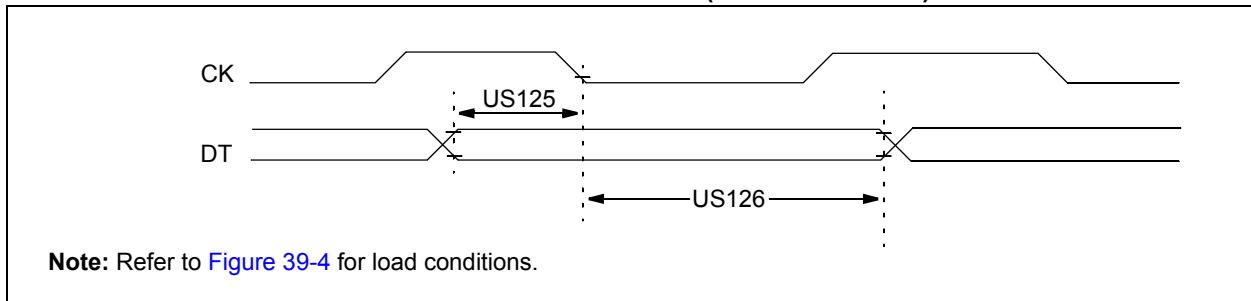 CK
US125
DT
US126
Note: Refer to Figure 39-4 for load conditions.